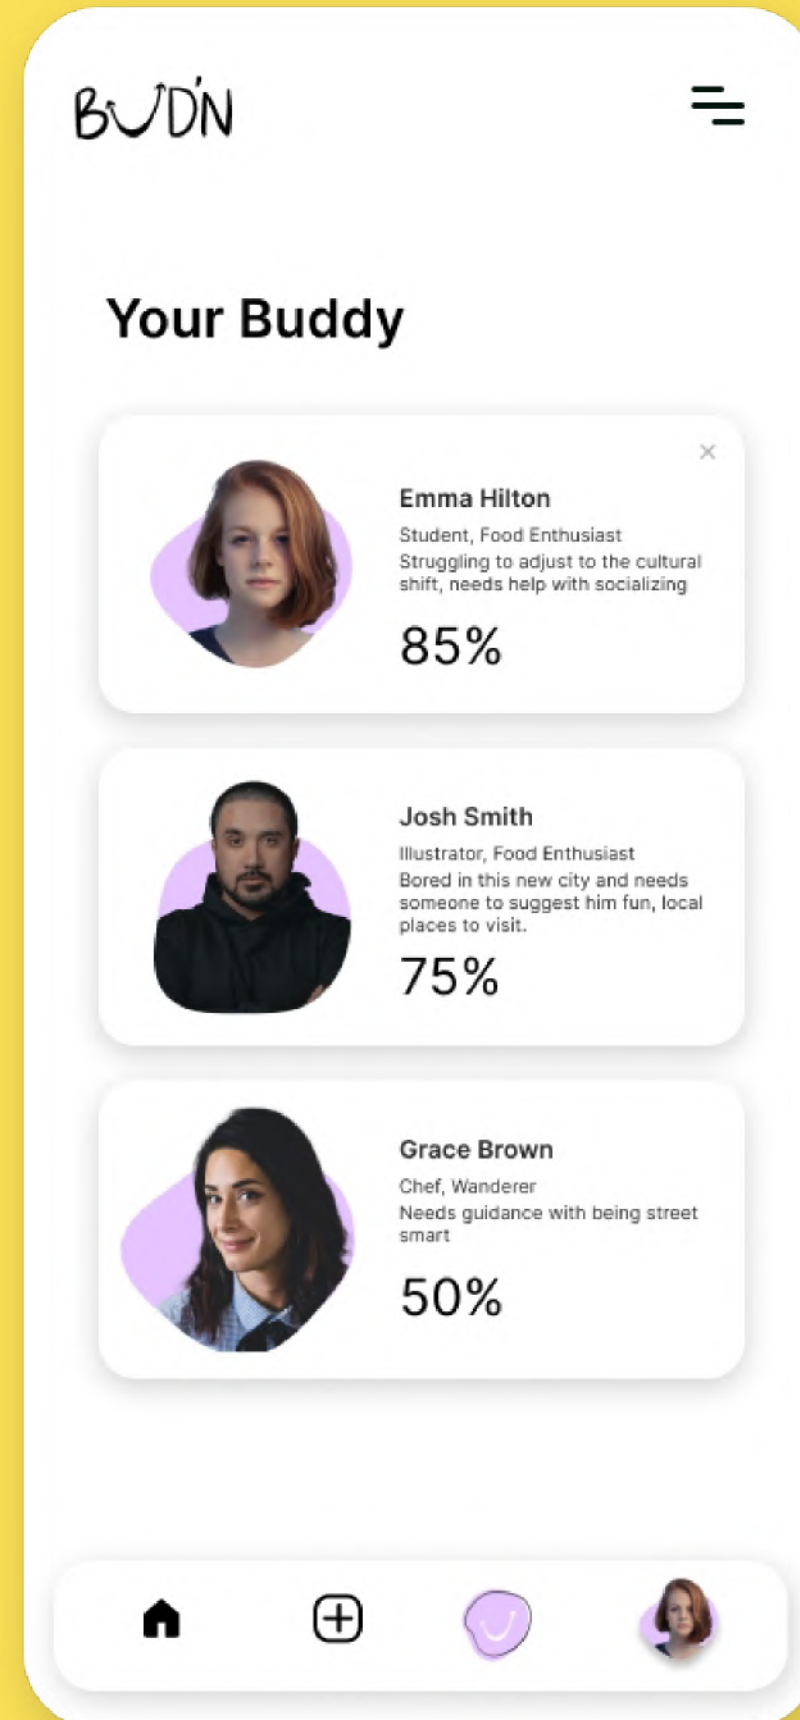 BUD'N
Your Buddy
Emma Hilton
Student, Food Enthusiast
Struggling to adjust to the cultural
shift, needs help with socializing
85%
Josh Smith
Illustrator, Food Enthusiast
Bored in this new city and needs
someone to suggest him fun, local
places to visit.
75%
Grace Brown
Chef, Wanderer
Needs guidance with being street
smart
50%